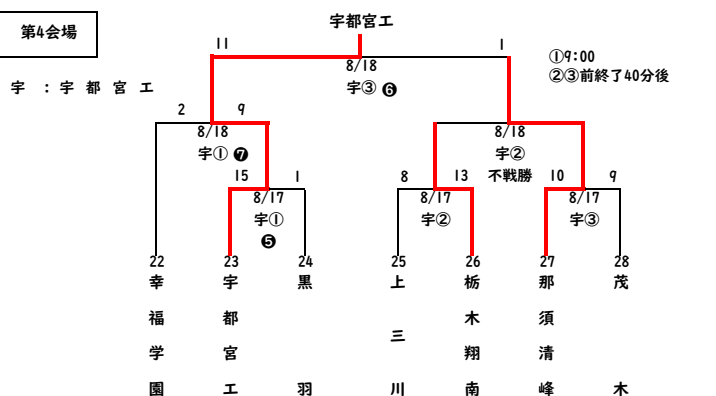 第4会場
宇都宮工
11
1
①9:00
②③前終了40分後
8/18
宇③ ❻
宇 : 宇 都 宮 工
2
9
8/18
宇① ❼
8/18
宇②
不戦勝
15
1
8
13
10
9
8/17
宇①
❺
8/17
宇②
8/17
宇③
22
幸福学園
23
宇都宮工
24
黒羽
25
上三川
26
栃木翔南
27
那須清峰
28
茂木